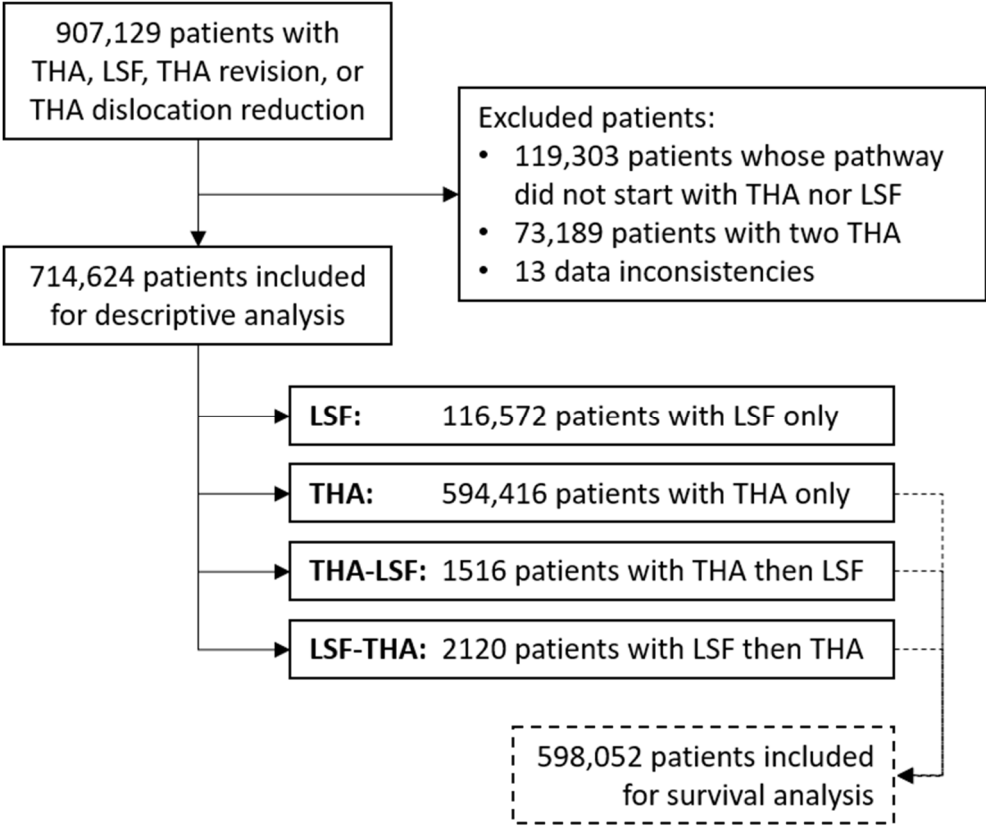 907,129 patients with
THA, LSF, THA revision, or
THA dislocation reduction
Excluded patients:
• 119,303 patients whose pathway
did not start with THA nor LSF
• 73,189 patients with two THA
• 13 data inconsistencies
714,624 patients included
for descriptive analysis
LSF: 116,572 patients with LSF only
THA: 594,416 patients with THA only
THA-LSF: 1516 patients with THA then LSF
LSF-THA: 2120 patients with LSF then THA
598,052 patients included
for survival analysis